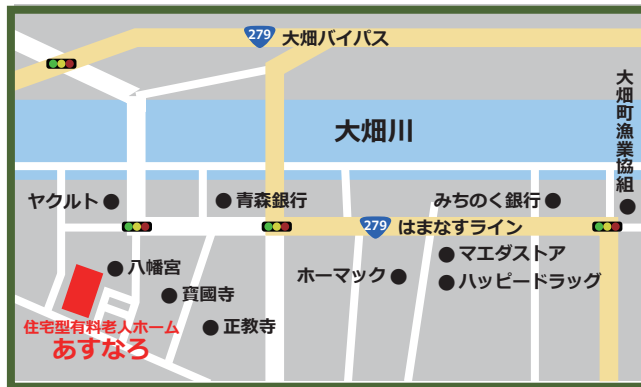 279 大畑バイパス
大畑川
大畑町漁業協組
ヤクルト
青森銀行
みちのく銀行
279 はまなすライン
八幡宮
寶國寺
正教寺
ホーマック
マエダストア
ハッピードラッグ
住宅型有料老人ホーム
あすなろ